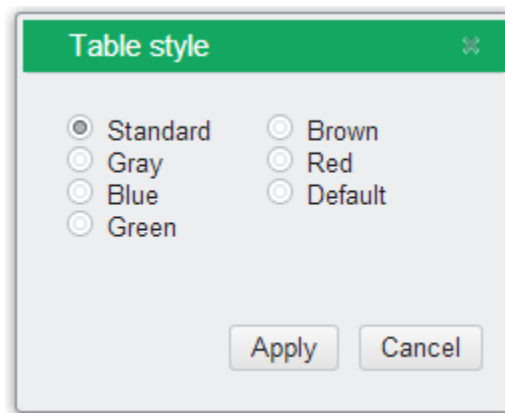 Table style
Standard
Gray
Blue
Green
Brown
Red
Default
Apply
Cancel